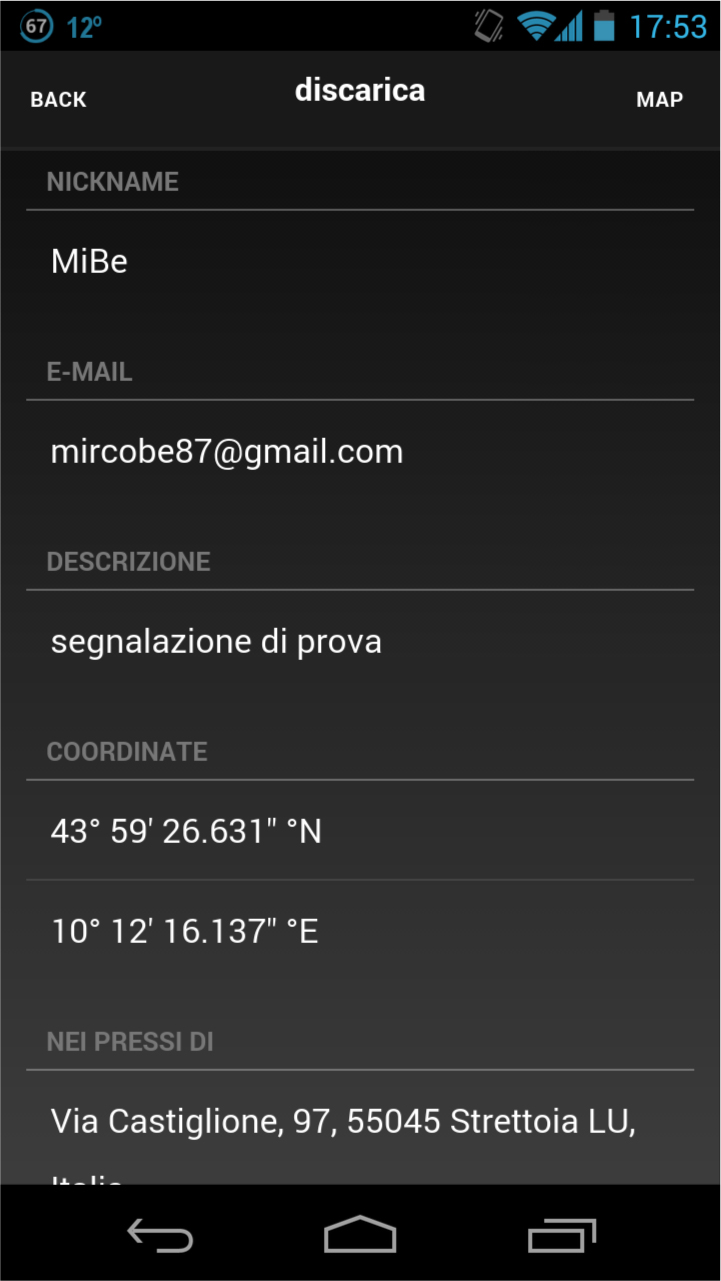 67 12° 17:53
BACK discarica MAP
NICKNAME
MiBe
E-MAIL
mircobe87@gmail.com
DESCRIZIONE
segnalazione di prova
COORDINATE
43° 59' 26.631" °N
10° 12' 16.137" °E
NEI PRESSI DI
Via Castiglione, 97, 55045 Strettoia LU,
Italia